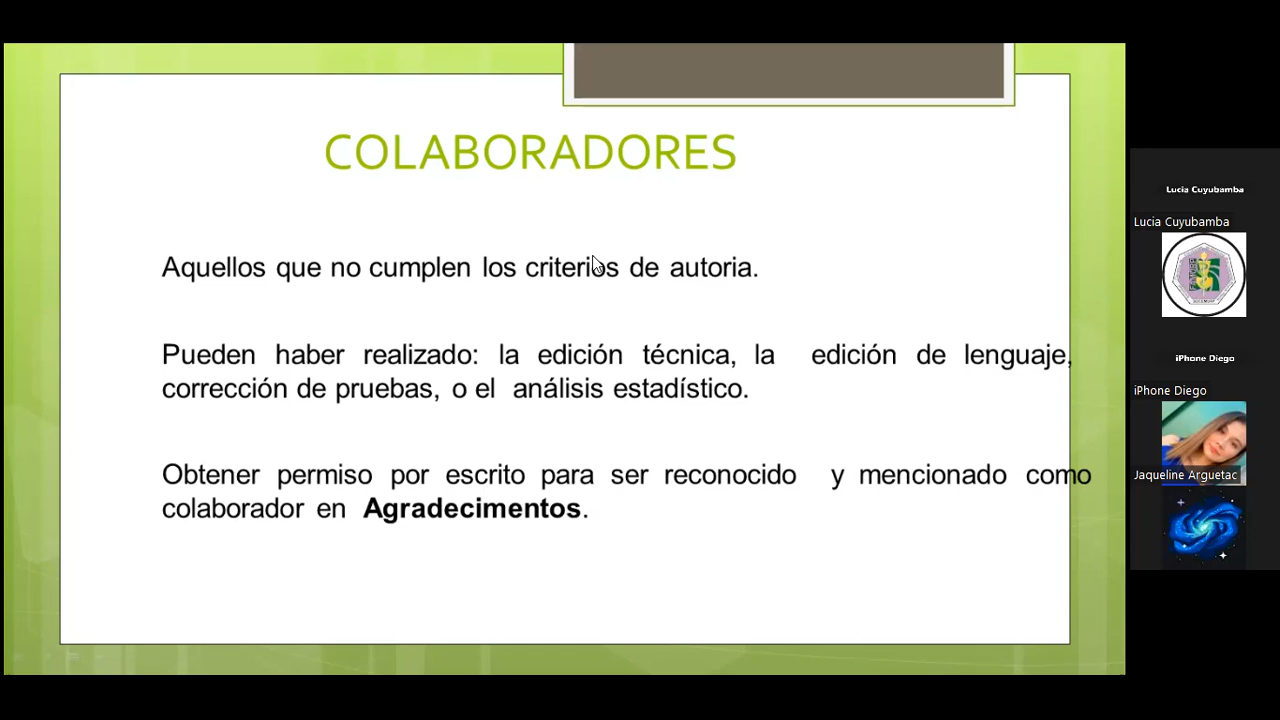 COLABORADORES
Aquellos que no cumplen los criterios de autoria.
Pueden haber realizado: la edición técnica, la edición de lenguaje,
corrección de pruebas, o el análisis estadístico.
Obtener permiso por escrito para ser reconocido y mencionado como
colaborador en Agradecimentos.
Lucia Cuyubamba
Lucia Cuyubamba
iPhone Diego
iPhone Diego
Jaqueline Arguetac